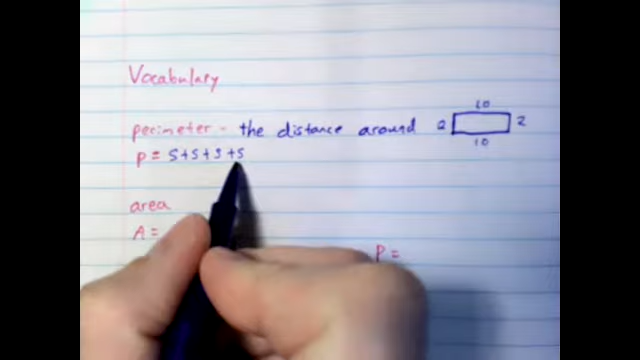 Vocabulary
10
perimeter - the distance around 2 2
10
P = S+S+S+S
area
A =
P =